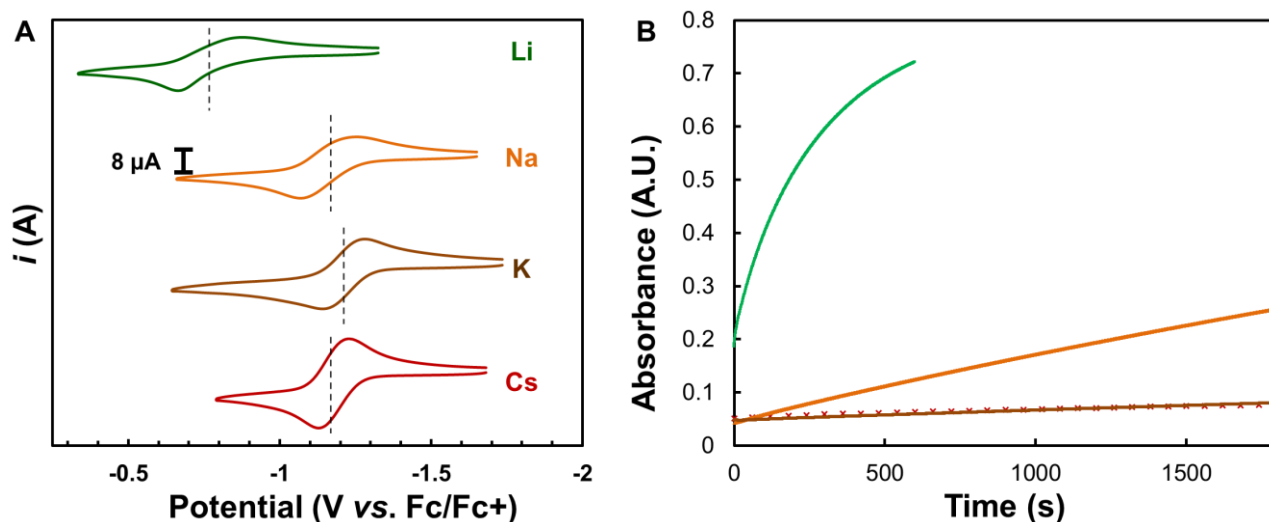 A
Li
Na
8 µA
K
Cs
i (A)
-0.5 -1 -1.5 -2
Potential (V vs. Fc/Fc+)
B
0.8
0.7
0.6
0.5
0.4
0.3
0.2
0.1
0
Absorbance (A.U.)
0 500 1000 1500
Time (s)